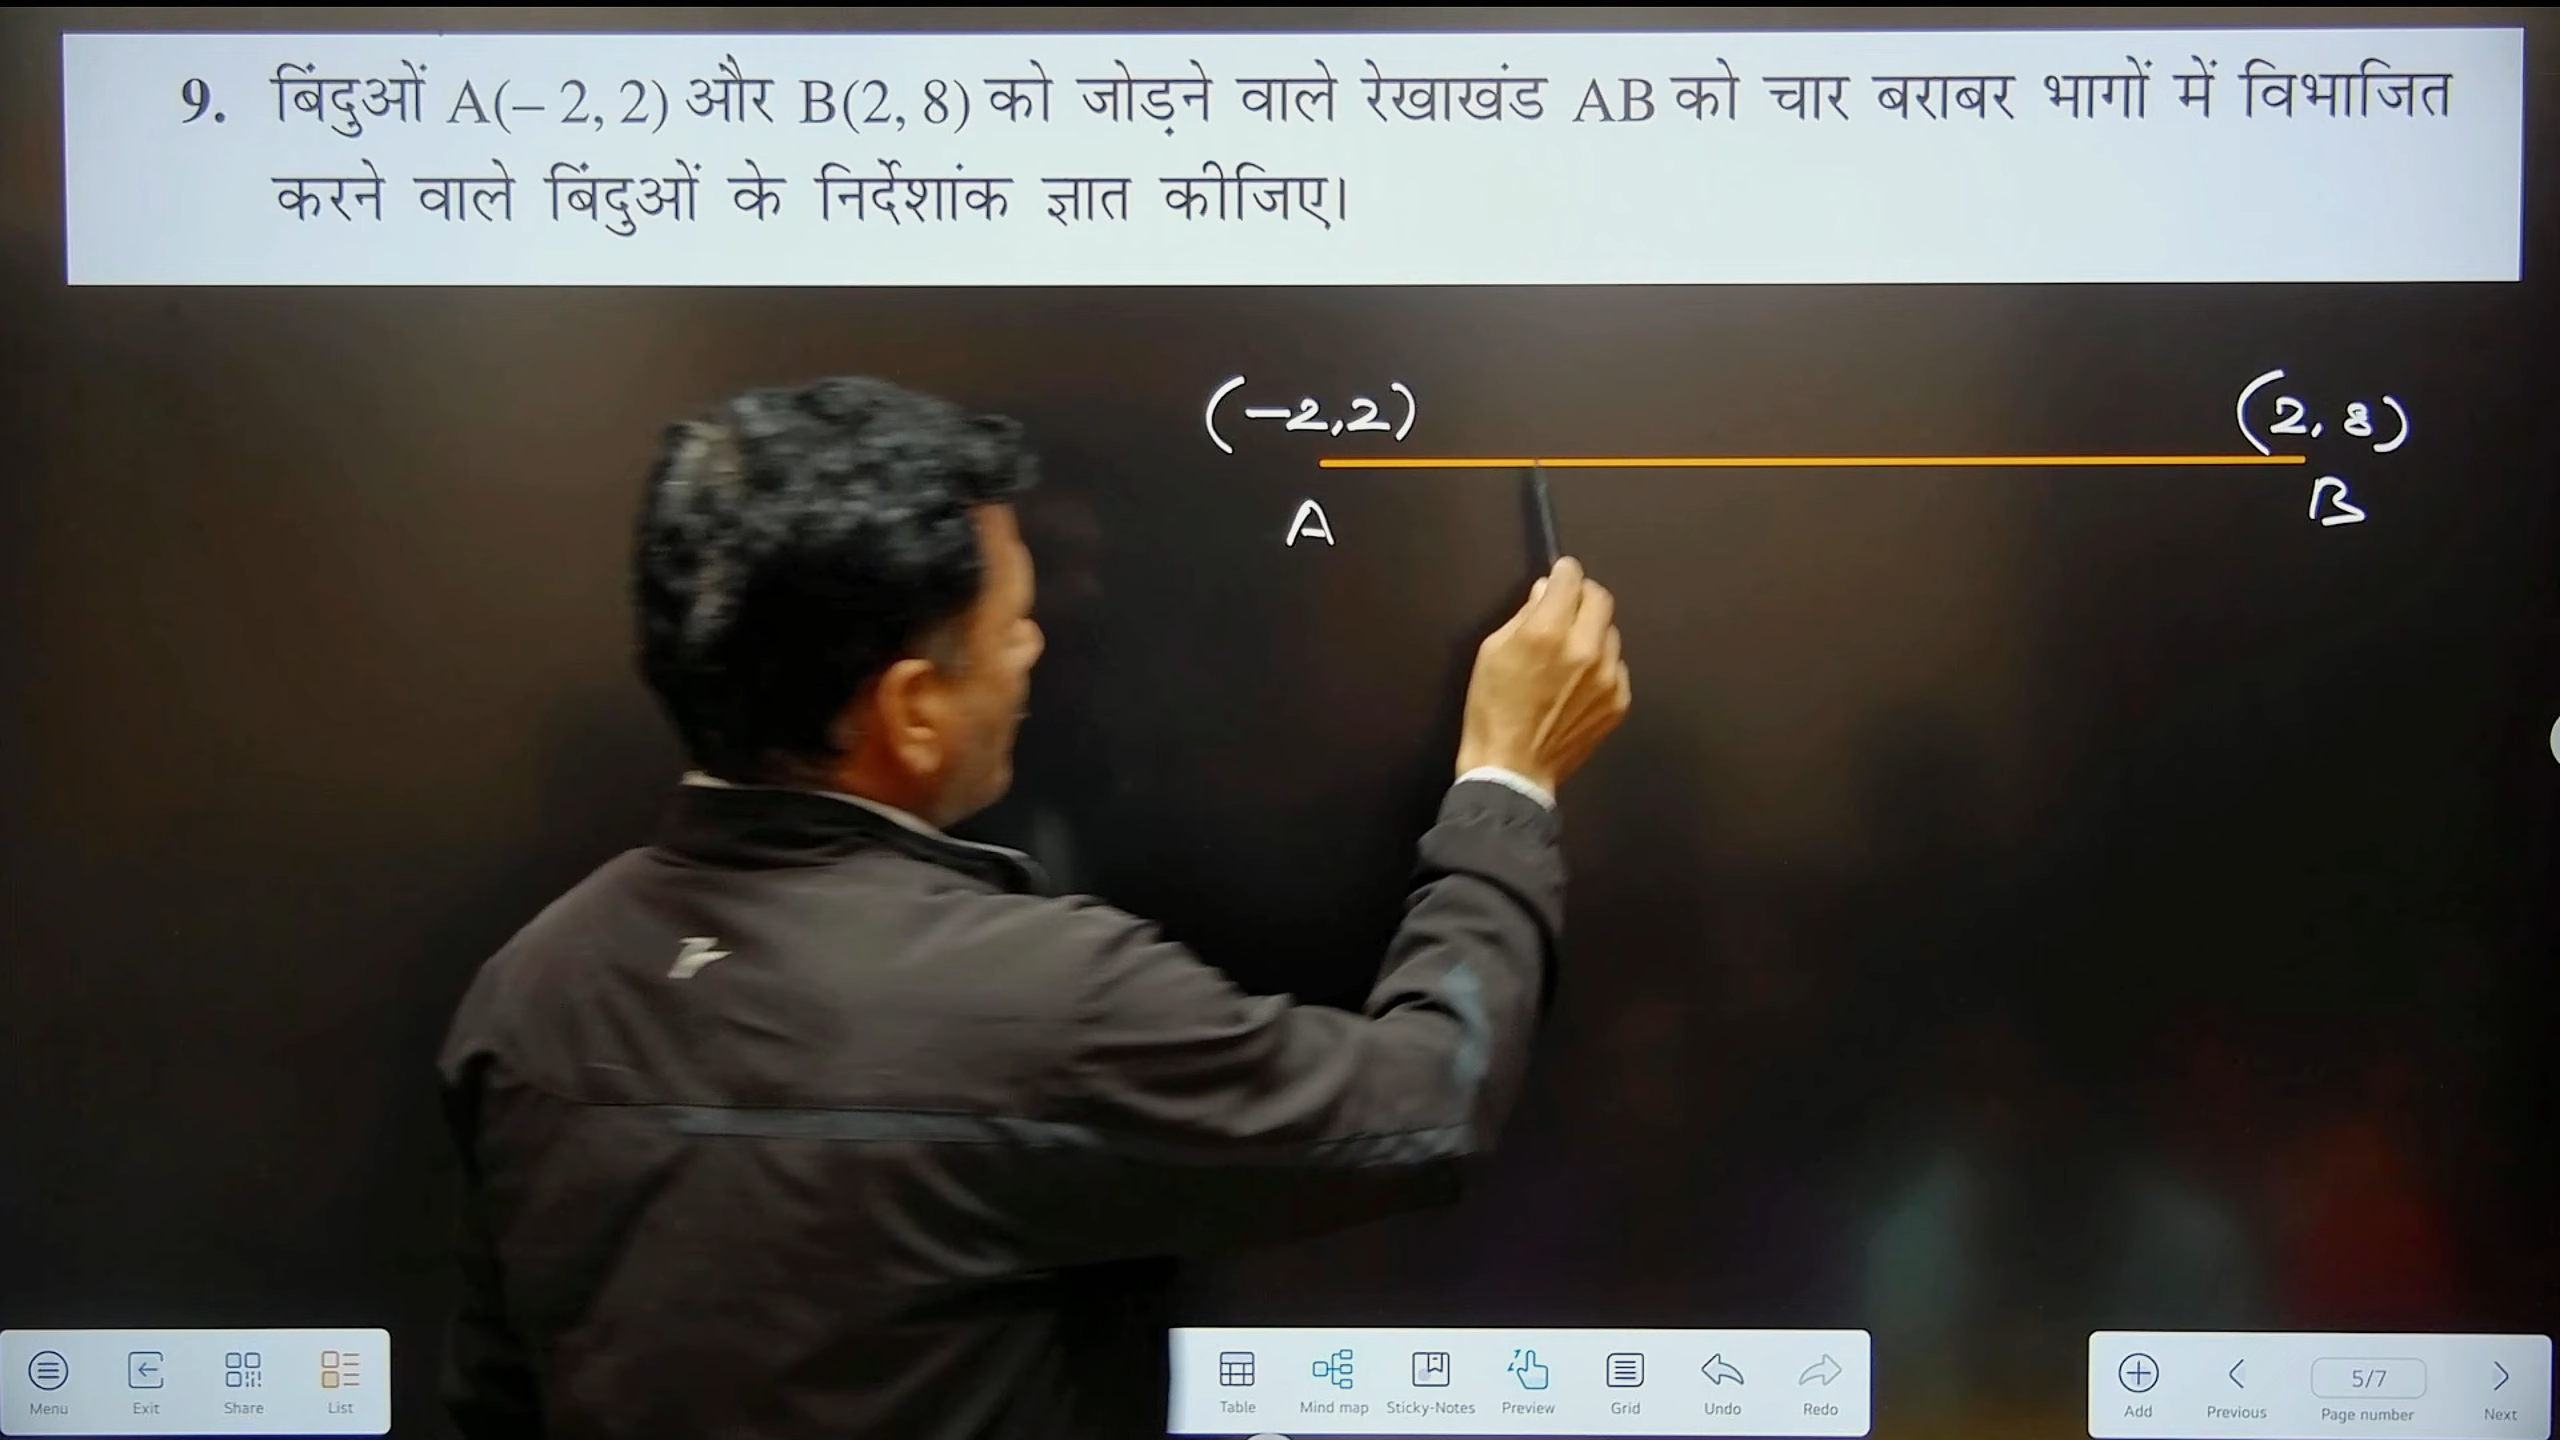 9. बिंदुओं A(– 2, 2) और B(2, 8) को जोड़ने वाले रेखाखंड AB को चार बराबर भागों में विभाजित
करने वाले बिंदुओं के निर्देशांक ज्ञात कीजिए।
(-2,2) (2, 8)
A B
Menu Exit Share List Table Mind map Sticky-Notes Preview Grid Undo Redo Add Previous 5/7 Page number Next